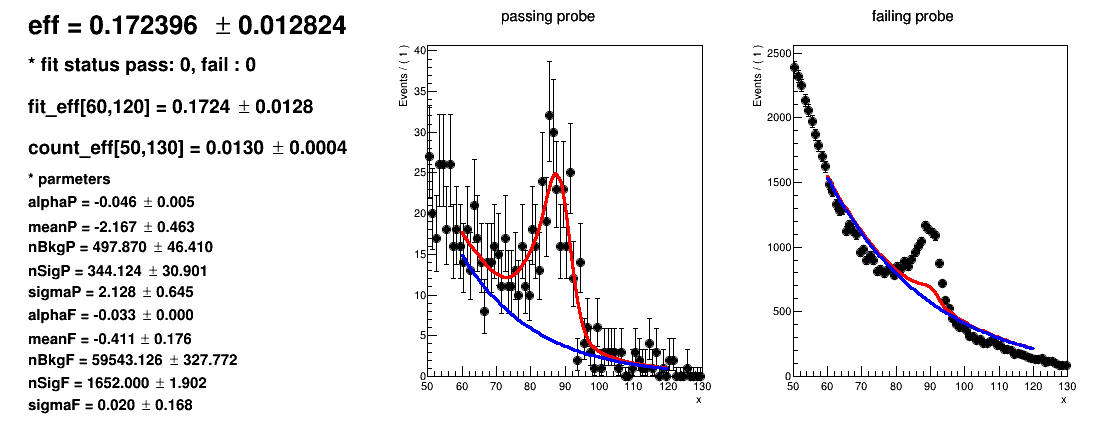 eff = 0.172396 ± 0.012824
* fit status pass: 0, fail : 0
fit_eff[60,120] = 0.1724 ± 0.0128
count_eff[50,130] = 0.0130 ± 0.0004
* parmeters
alphaP = -0.046 ± 0.005
meanP = -2.167 ± 0.463
nBkgP = 497.870 ± 46.410
nSigP = 344.124 ± 30.901
sigmaP = 2.128 ± 0.645
alphaF = -0.033 ± 0.000
meanF = -0.411 ± 0.176
nBkgF = 59543.126 ± 327.772
nSigF = 1652.000 ± 1.902
sigmaF = 0.020 ± 0.168
passing probe
Events / ( 1 )
40
35
30
25
20
15
10
5
0
50 60 70 80 90 100 110 120 130
x
failing probe
Events / ( 1 )
2500
2000
1500
1000
500
0
50 60 70 80 90 100 110 120 130
x